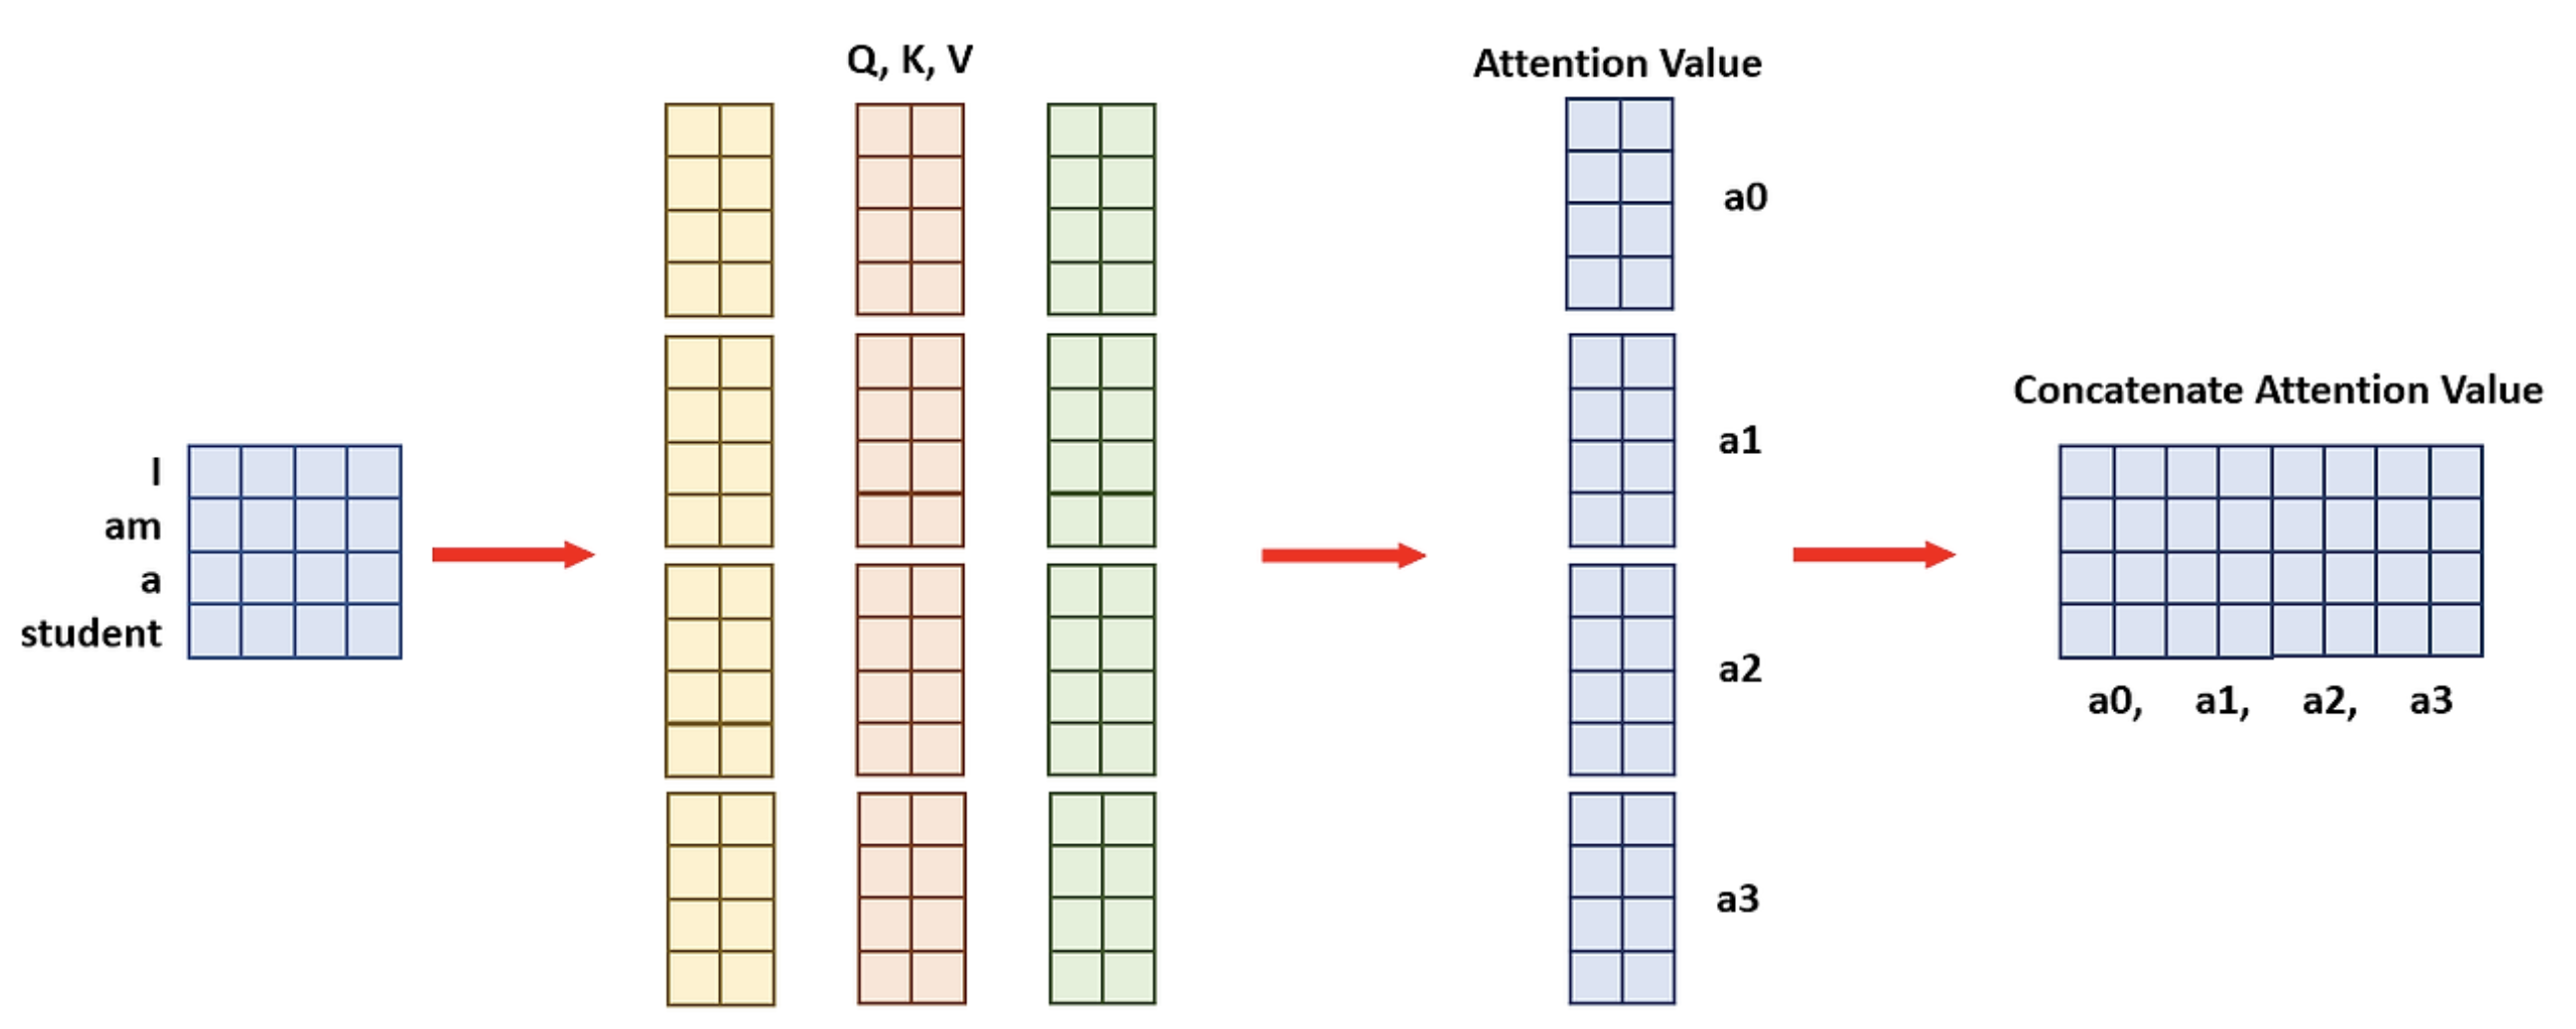 Q, K, V
Attention Value
a0
a1
Concatenate Attention Value
I
am
a
student
a2
a0, a1, a2, a3
a3